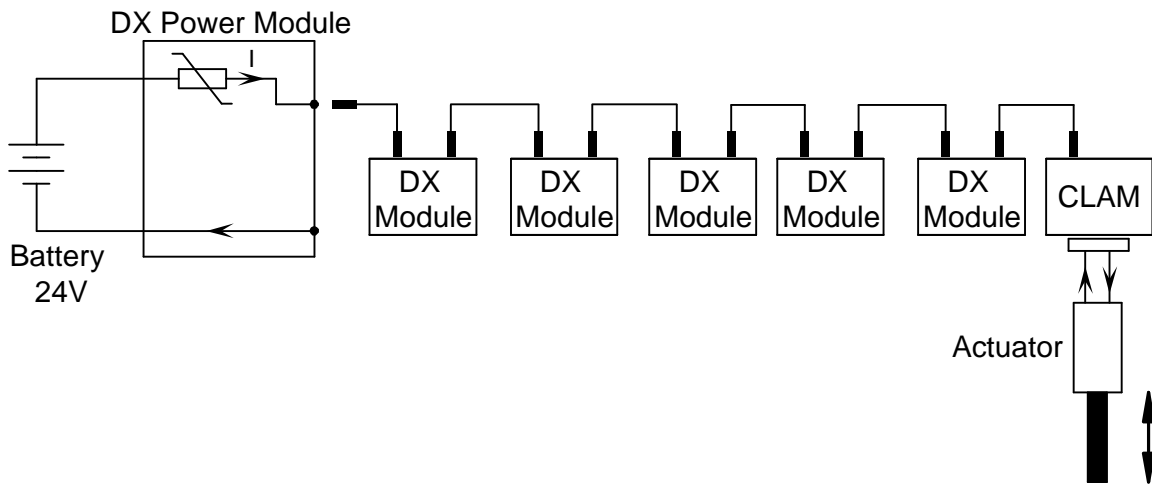 DX Power Module
I
Battery
24V
DX
Module
DX
Module
DX
Module
DX
Module
DX
Module
CLAM
Actuator